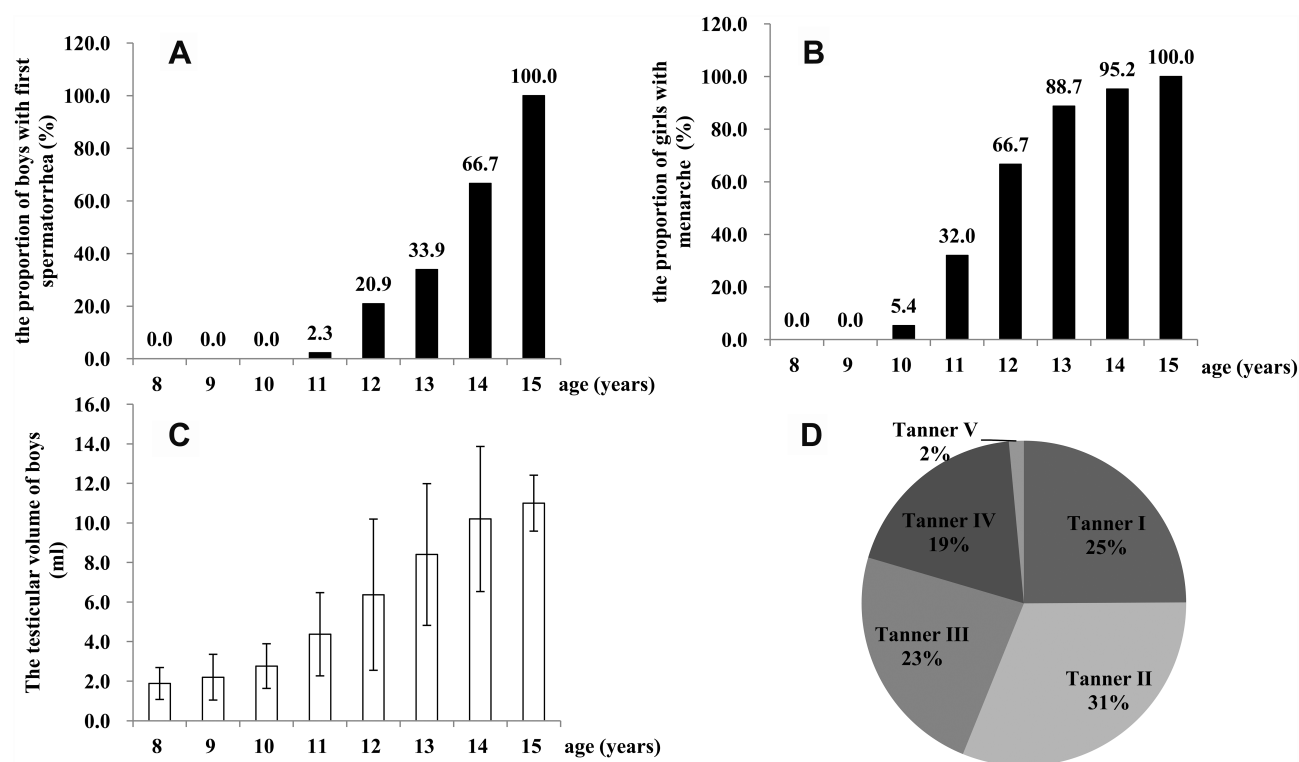 A
the proportion of boys with first
spermatorrhea (%)
120.0
100.0
80.0
60.0
40.0
20.0
0.0
0.0
0.0
0.0
2.3
20.9
33.9
66.7
100.0
8 9 10 11 12 13 14 15 age (years)
B
the proportion of girls with
menarche (%)
120.0
100.0
80.0
60.0
40.0
20.0
0.0
0.0
0.0
5.4
32.0
66.7
88.7
95.2
100.0
8 9 10 11 12 13 14 15 age (years)
C
The testicular volume of boys
(ml)
16.0
14.0
12.0
10.0
8.0
6.0
4.0
2.0
0.0
8 9 10 11 12 13 14 15 age (years)
D
Tanner V
2%
Tanner I
25%
Tanner IV
19%
Tanner III
23%
Tanner II
31%